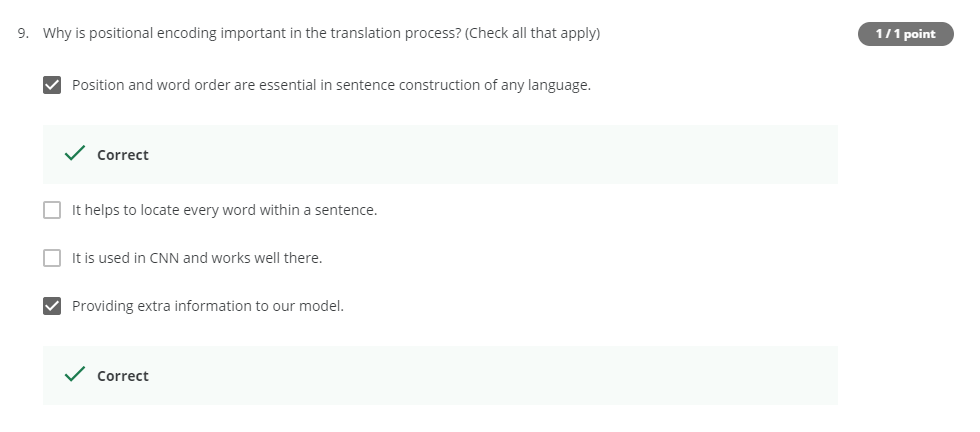 9. Why is positional encoding important in the translation process? (Check all that apply)
1 / 1 point
Position and word order are essential in sentence construction of any language.
Correct
It helps to locate every word within a sentence.
It is used in CNN and works well there.
Providing extra information to our model.
Correct